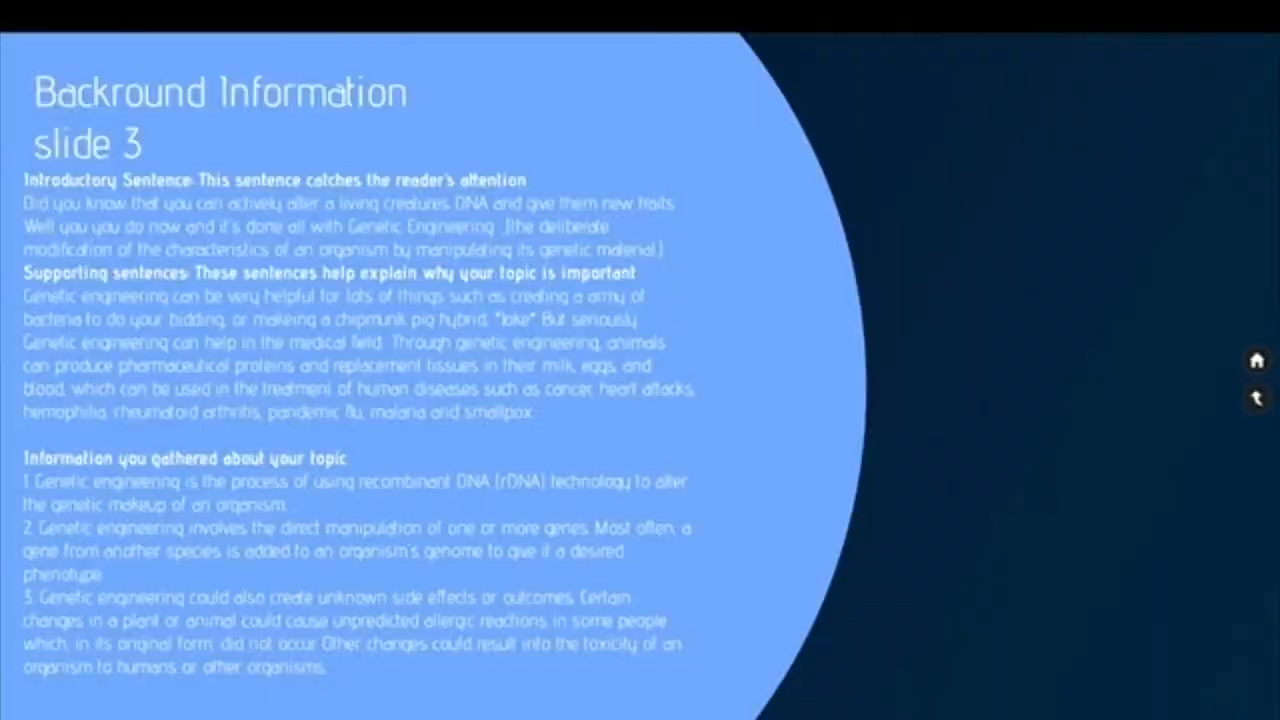 Backround Information
slide 3
Introductory Sentence: This sentence catches the reader's attention
Did you know that you can actively alter a living creatures DNA and give them new traits.
Well you you do now and it's done all with Genetic Engineering. [the deliberate
modification of the characteristics of an organism by manipulating its genetic material.]
Supporting sentences: These sentences help explain why your topic is important
Genetic engineering can be very helpful for lots of things such as creating a army of
bacteria to do your bidding, or makeing a chipmunk pig hybrid, *Joke* But seriously
Genetic engineering can help in the medical field. Through genetic engineering, animals
can produce pharmaceutical proteins and replacement tissues in their milk, eggs, and
blood, which can be used in the treatment of human diseases such as cancer, heart attacks,
hemophilia, rheumatoid arthritis, pandemic flu, malaria and smallpox.
Information you gathered about your topic
1. Genetic engineering is the process of using recombinant DNA (rDNA) technology to alter
the genetic makeup of an organism. .
2. Genetic engineering involves the direct manipulation of one or more genes. Most often, a
gene from another species is added to an organism's genome to give it a desired
phenotype.
3. Genetic engineering could also create unknown side effects or outcomes. Certain
changes in a plant or animal could cause unpredicted allergic reactions in some people
which, in its original form, did not occur. Other changes could result into the toxicity of an
organism to humans or other organisms.